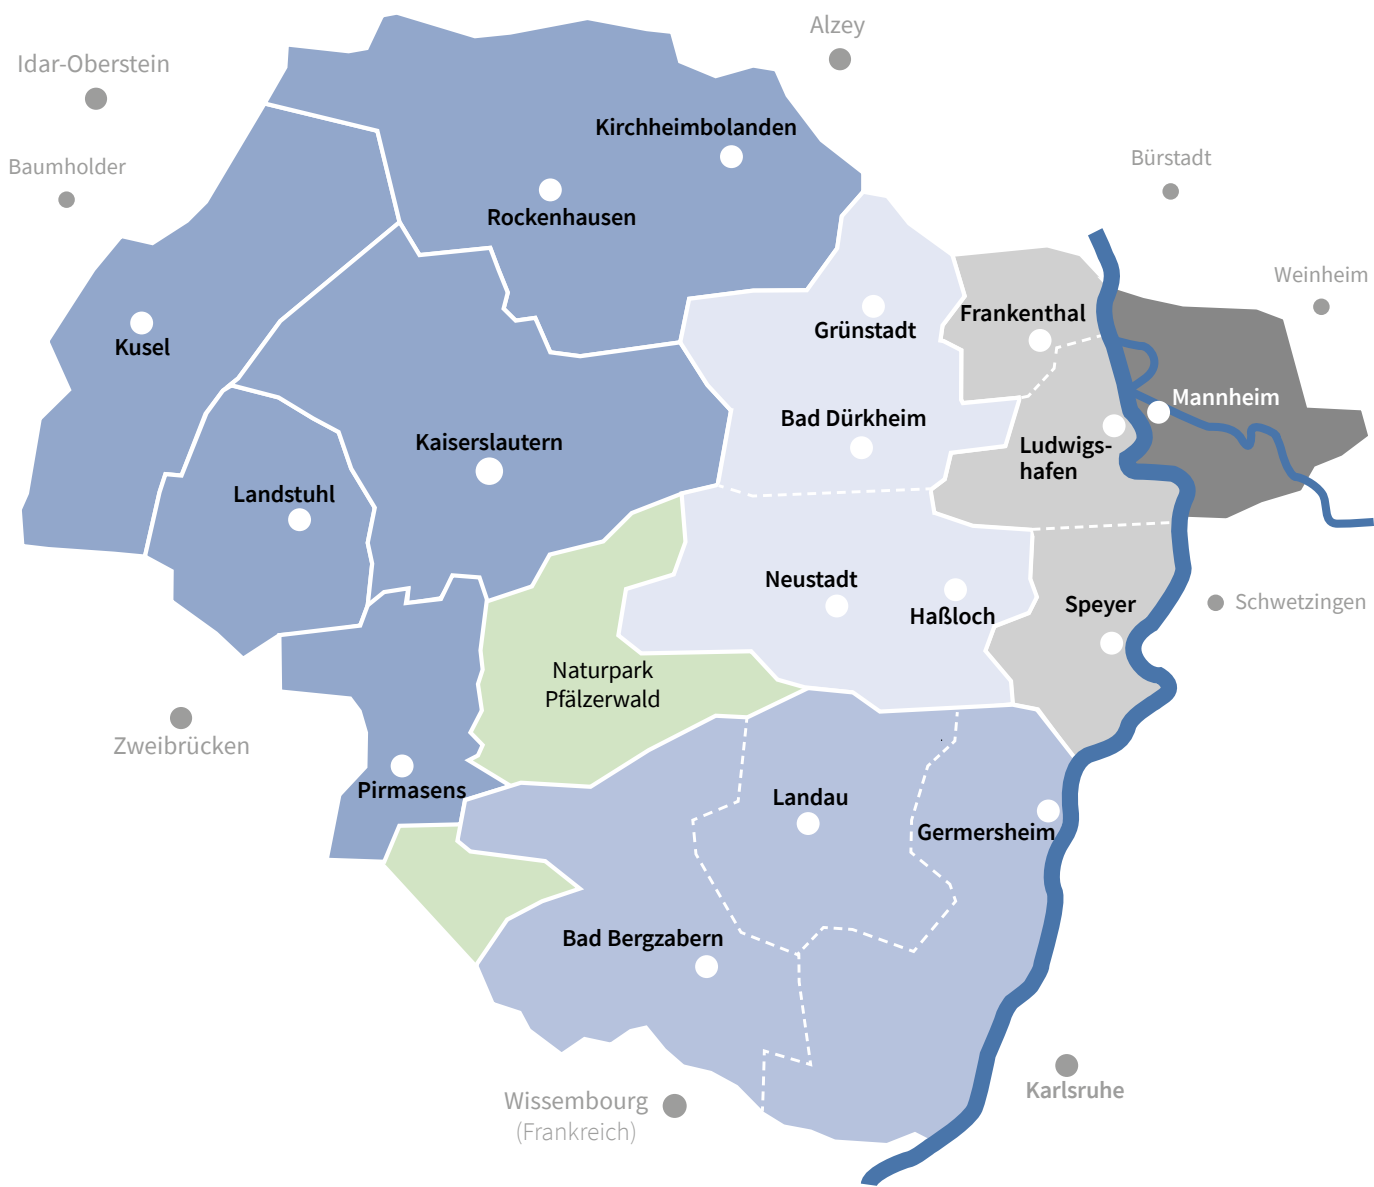 Alzey
Idar-Oberstein
Kirchheimbolanden
Baumholder
Bürstadt
Rockenhausen
Weinheim
Frankenthal
Grünstadt
Kusel
Mannheim
Bad Dürkheim
Kaiserslautern
Ludwigs-
hafen
Landstuhl
Neustadt
Schwetzingen
Speyer
Haßloch
Naturpark
Pfälzerwald
Zweibrücken
Pirmasens
Landau
Germersheim
Bad Bergzabern
Karlsruhe
Wissembourg
(Frankreich)